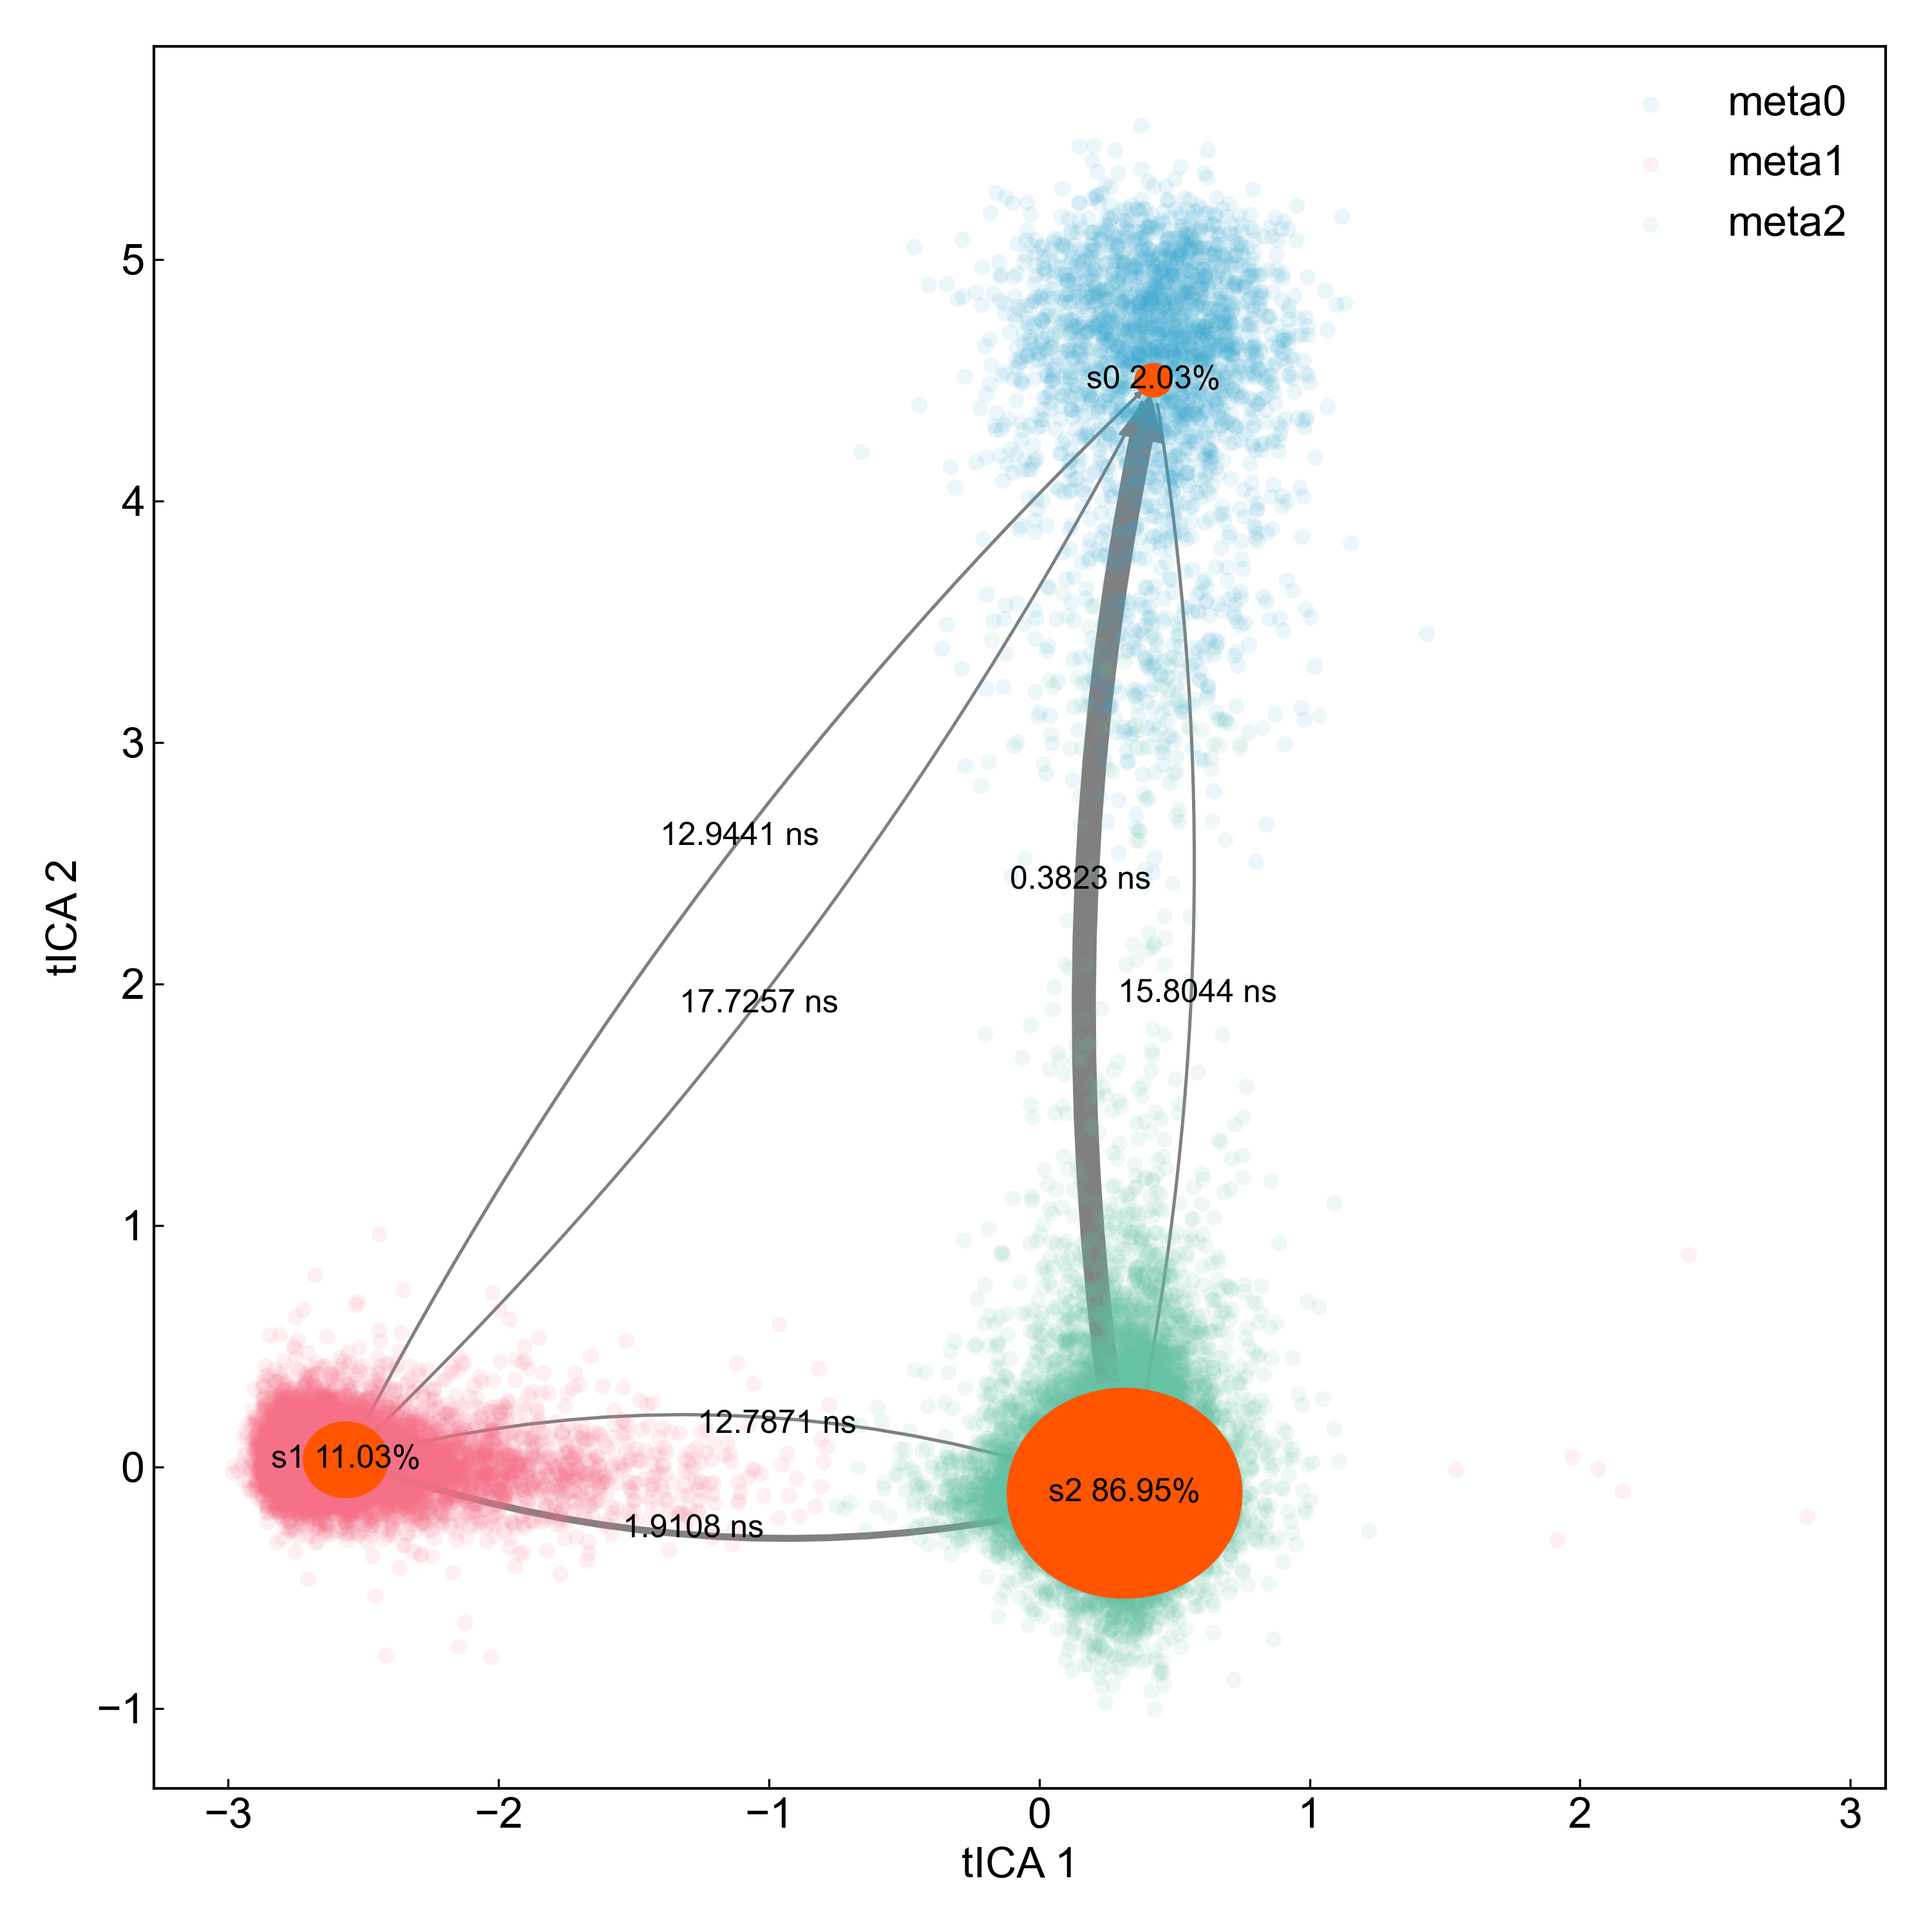 meta0
meta1
meta2
5
s0 2.03%
4
3
12.9441 ns
0.3823 ns
tICA 2
2
17.7257 ns
15.8044 ns
1
12.7871 ns
0
s1 11.03%
s2 86.95%
1.9108 ns
−1
−3
−2
−1
0
1
2
3
tICA 1